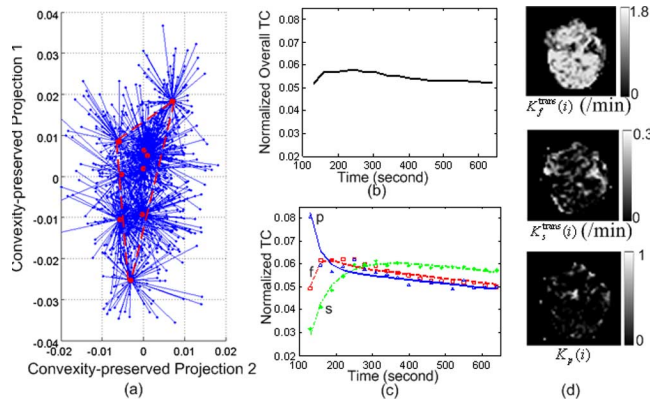 Convexity-preserved Projection 1
0.04
0.03
0.02
0.01
0
-0.01
-0.02
-0.03
-0.04
-0.02 -0.01 0 0.01 0.02
Convexity-preserved Projection 2
(a)
Normalized Overall TC
0.08
0.07
0.06
0.05
0.04
0.03
0.02
100 200 300 400 500 600
Time (second)
(b)
Normalized TC
0.08
0.07
0.06
0.05
0.04
0.03
0.02
p
f
s
100 200 300 400 500 600
Time (second)
(c)
1.8
0
K_f^trans(i) (/min)
0.3
0
K_s^trans(i) (/min)
1
0
K_p(i)
(d)